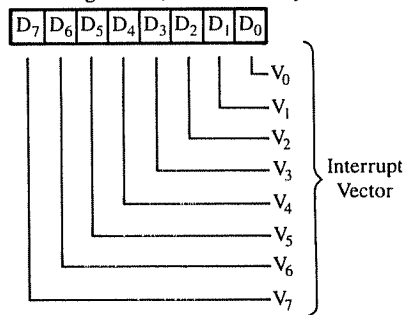 D7 D6 D5 D4 D3 D2 D1 D0
V0
V1
V2
V3
Interrupt
Vector
V4
V5
V6
V7